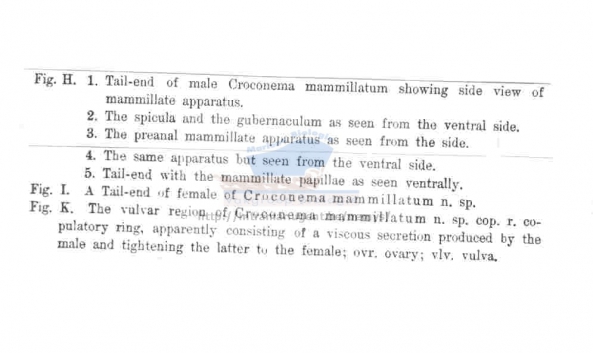 Fig. H. 1. Tail-end of male Croconema mammillatum showing side view of
mammillate apparatus.
2. The spicula and the gubernaculum as seen from the ventral side.
3. The preanal mammillate apparatus as seen from the side.
4. The same apparatus but seen from the ventral side.
5. Tail-end with the mammillate papillae as seen ventrally.
Fig. I. A Tail-end of female of Croconema mammillatum n. sp.
Fig. K. The vulvar region of Croconema mammillatum n. sp. cop. r. co-
pulatory ring, apparently consisting of a viscous secretion produced by the
male and tightening the latter to the female; ovr. ovary; vlv. vulva.